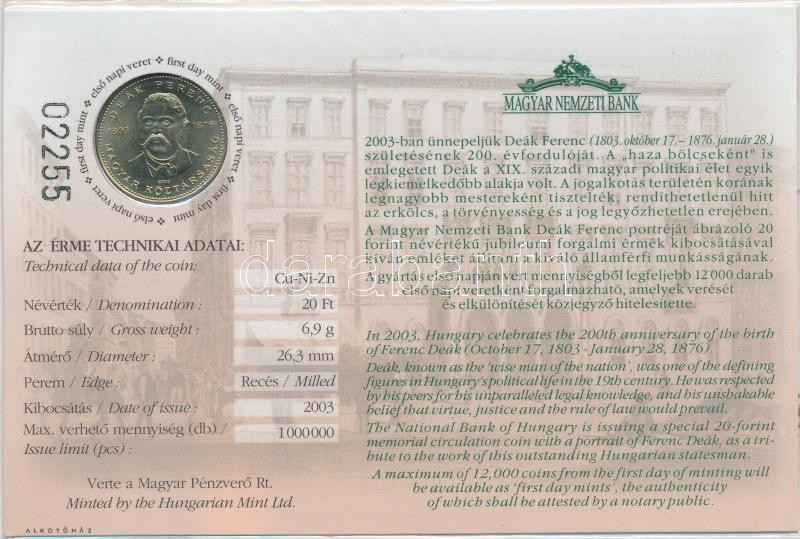 első napi veret • first day mint • első napi veret • first day mint • első napi veret • first day mint •
DEÁK FERENC
1803 1876
2003
MAGYAR KÖZTÁRSASÁG
02255
MAGYAR NEMZETI BANK
AZ ÉRME TECHNIKAI ADATAI:
Technical data of the coin:
Cu-Ni-Zn
Névérték / Denomination : 20 Ft
Brutto súly / Gross weight : 6,9 g
Átmérő / Diameter : 26,3 mm
Perem / Edge : Recés / Milled
Kibocsátás / Date of issue : 2003
Max. verhető mennyiség (db) /
Issue limit (pcs) : 1000000
Verte a Magyar Pénzverő Rt.
Minted by the Hungarian Mint Ltd.
ALKOTÓHÁZ
2003-ban ünnepeljük Deák Ferenc (1803. október 17. – 1876. január 28.)
születésének 200. évfordulóját. A „haza bölcseként" is
emlegetett Deák a XIX. századi magyar politikai élet egyik
legkiemelkedőbb alakja volt. A jogalkotás területén korának
legnagyobb mestereként tisztelték, rendíthetetlenül hitt
az erkölcs, a törvényesség és a jog legyőzhetetlen erejében.
A Magyar Nemzeti Bank Deák Ferenc portréját ábrázoló 20
forint névértékű jubileumi forgalmi érmék kibocsátásával
kíván emléket állítani a kiváló államférfi munkásságának.
A gyártás első napján vert mennyiségből legfeljebb 12 000 darab
első napi veretként forgalmazható, amelyek verését
és elkülönítését közjegyző hitelesítette.
In 2003, Hungary celebrates the 200th anniversary of the birth
of Ferenc Deák (October 17, 1803 - January 28, 1876).
Deák, known as the 'wise man of the nation', was one of the defining
figures in Hungary's political life in the 19th century. He was respected
by his peers for his unparalleled legal knowledge, and his unshakable
belief that virtue, justice and the rule of law would prevail.
The National Bank of Hungary is issuing a special 20-forint
memorial circulation coin with a portrait of Ferenc Deák, as a tri-
bute to the work of this outstanding Hungarian statesman.
A maximum of 12,000 coins from the first day of minting will
be available as 'first day mints', the authenticity
of which shall be attested by a notary public.
darabanth.com